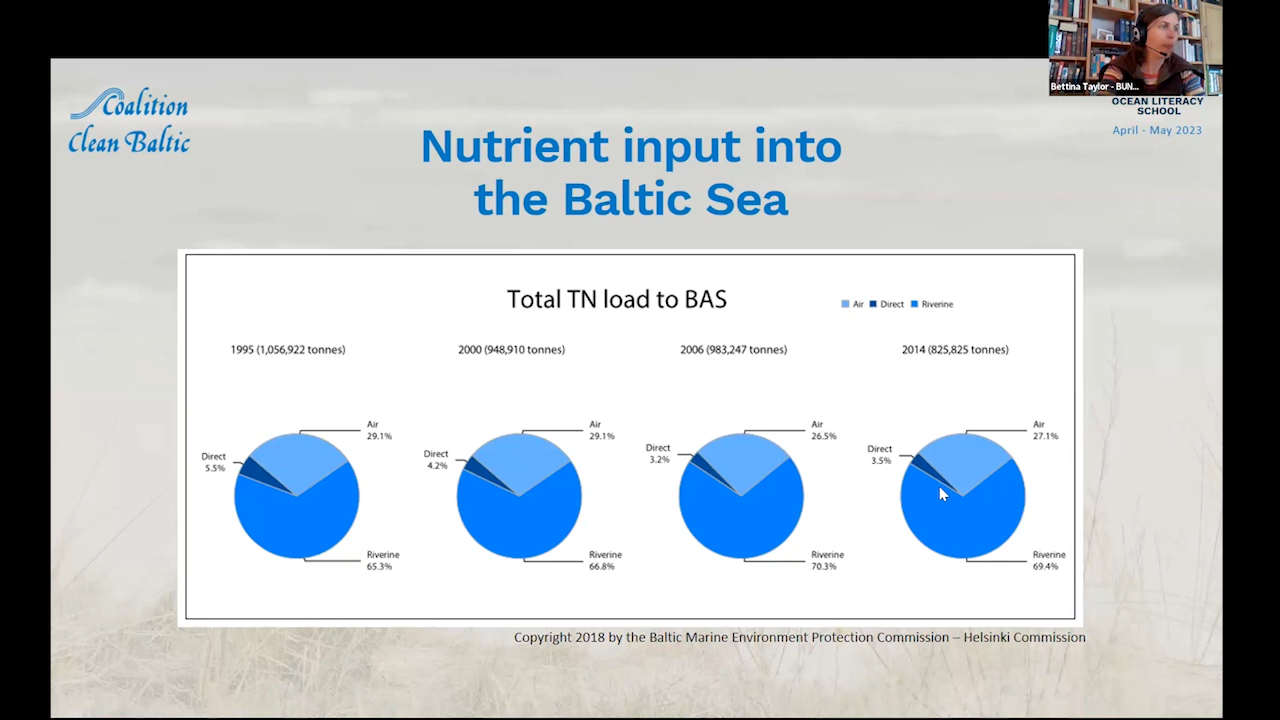 Coalition
Clean Baltic
Bettina Taylor - BUN...
OCEAN LITERACY
SCHOOL
April - May 2023
Nutrient input into
the Baltic Sea
Total TN load to BAS
Air Direct Riverine
1995 (1,056,922 tonnes)
2000 (948,910 tonnes)
2006 (983,247 tonnes)
2014 (825,825 tonnes)
Air
29.1%
Direct
5.5%
Riverine
65.3%
Air
29.1%
Direct
4.2%
Riverine
66.8%
Air
26.5%
Direct
3.2%
Riverine
70.3%
Air
27.1%
Direct
3.5%
Riverine
69.4%
Copyright 2018 by the Baltic Marine Environment Protection Commission – Helsinki Commission